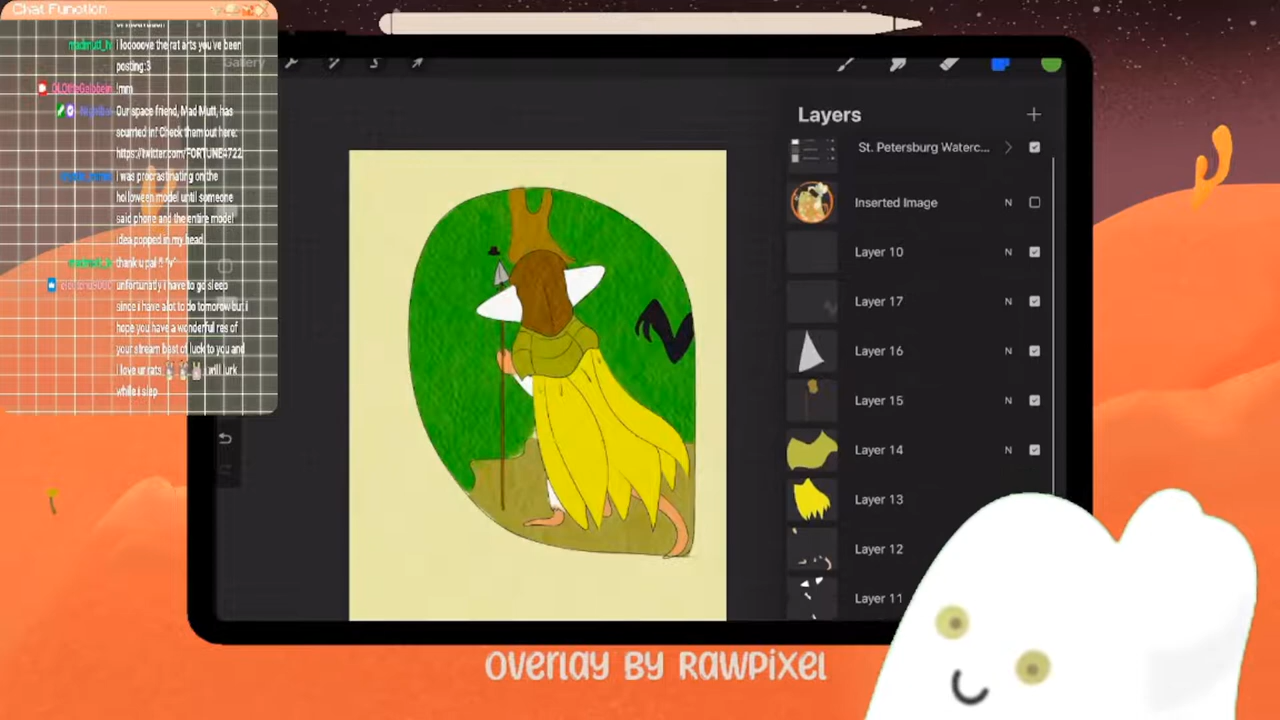 Chat Function
madmutt_tv i looooove the rat arts you've been
posting:3
!mm
Our space friend, Mad Mutt, has
scurried in! Check them out here:
https://twitter.com/FORTUNE4722
i was procrastinating on the
holloween model until someone
said phone and the entire model
idea popped in my head
thank u pal !! ^v^
unfortunatly i have to go sleep
since i have alot to do tomorow but i
hope you have a wonderful res of
your stream best of luck to you and
i love ur rats i will lurk
while i slep
Gallery
Layers
St. Petersburg Waterc...
Inserted Image N
Layer 10 N
Layer 17 N
Layer 16 N
Layer 15 N
Layer 14 N
Layer 13
Layer 12
Layer 11
OVERLAY BY RAWPIXEL